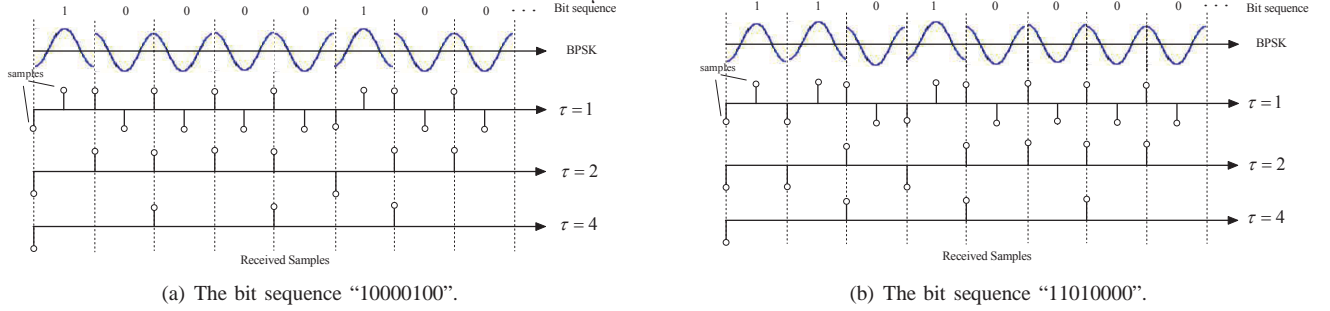 1 0 0 0 0 1 0 0 · · ·
Bit sequence
BPSK
samples
τ = 1
τ = 2
τ = 4
Received Samples
(a) The bit sequence “10000100”.
1 1 0 1 0 0 0 0 · · ·
Bit sequence
BPSK
samples
τ = 1
τ = 2
τ = 4
Received Samples
(b) The bit sequence “11010000”.